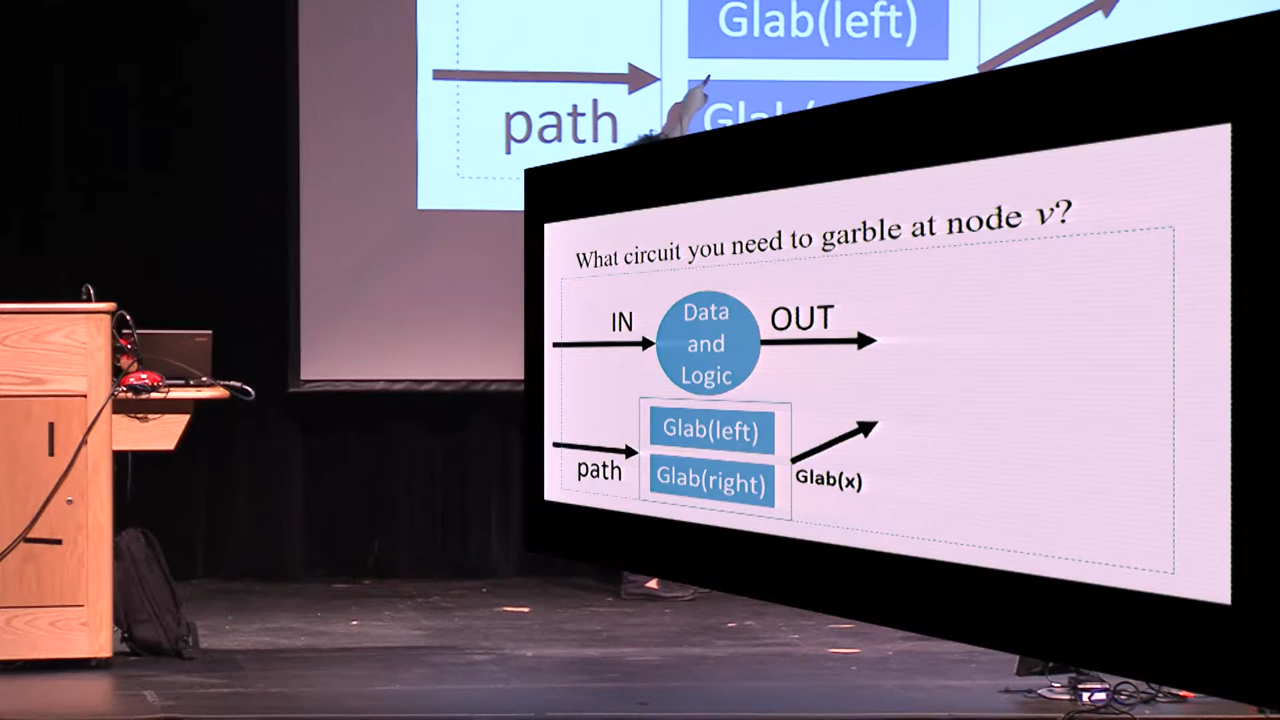 Glab(left)
path
What circuit you need to garble at node v?
IN
Data
and
Logic
OUT
Glab(left)
path
Glab(right)
Glab(x)